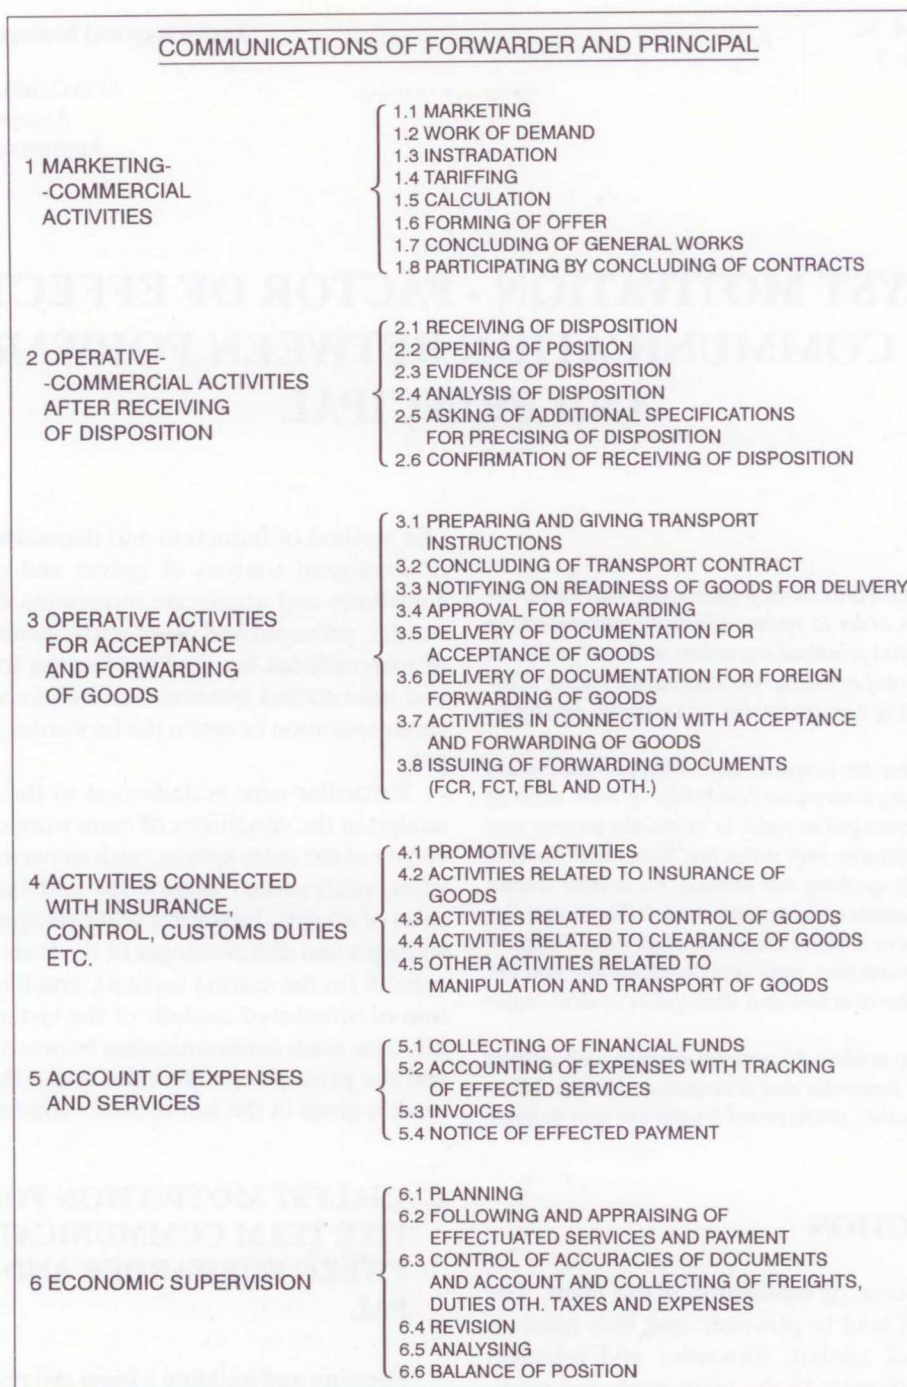 COMMUNICATIONS OF FORWARDER AND PRINCIPAL
1 MARKETING-
-COMMERCIAL
ACTIVITIES
1.1 MARKETING
1.2 WORK OF DEMAND
1.3 INSTRADATION
1.4 TARIFFING
1.5 CALCULATION
1.6 FORMING OF OFFER
1.7 CONCLUDING OF GENERAL WORKS
1.8 PARTICIPATING BY CONCLUDING OF CONTRACTS
2 OPERATIVE-
-COMMERCIAL ACTIVITIES
AFTER RECEIVING
OF DISPOSITION
2.1 RECEIVING OF DISPOSITION
2.2 OPENING OF POSITION
2.3 EVIDENCE OF DISPOSITION
2.4 ANALYSIS OF DISPOSITION
2.5 ASKING OF ADDITIONAL SPECIFICATIONS
FOR PRECISING OF DISPOSITION
2.6 CONFIRMATION OF RECEIVING OF DISPOSITION
3 OPERATIVE ACTIVITIES
FOR ACCEPTANCE
AND FORWARDING
OF GOODS
3.1 PREPARING AND GIVING TRANSPORT
INSTRUCTIONS
3.2 CONCLUDING OF TRANSPORT CONTRACT
3.3 NOTIFYING ON READINESS OF GOODS FOR DELIVERY
3.4 APPROVAL FOR FORWARDING
3.5 DELIVERY OF DOCUMENTATION FOR
ACCEPTANCE OF GOODS
3.6 DELIVERY OF DOCUMENTATION FOR FOREIGN
FORWARDING OF GOODS
3.7 ACTIVITIES IN CONNECTION WITH ACCEPTANCE
AND FORWARDING OF GOODS
3.8 ISSUING OF FORWARDING DOCUMENTS
(FCR, FCT, FBL AND OTH.)
4 ACTIVITIES CONNECTED
WITH INSURANCE,
CONTROL, CUSTOMS DUTIES
ETC.
4.1 PROMOTIVE ACTIVITIES
4.2 ACTIVITIES RELATED TO INSURANCE OF
GOODS
4.3 ACTIVITIES RELATED TO CONTROL OF GOODS
4.4 ACTIVITIES RELATED TO CLEARANCE OF GOODS
4.5 OTHER ACTIVITIES RELATED TO
MANIPULATION AND TRANSPORT OF GOODS
5 ACCOUNT OF EXPENSES
AND SERVICES
5.1 COLLECTING OF FINANCIAL FUNDS
5.2 ACCOUNTING OF EXPENSES WITH TRACKING
OF EFFECTED SERVICES
5.3 INVOICES
5.4 NOTICE OF EFFECTED PAYMENT
6 ECONOMIC SUPERVISION
6.1 PLANNING
6.2 FOLLOWING AND APPRAISING OF
EFFECTUATED SERVICES AND PAYMENT
6.3 CONTROL OF ACCURACIES OF DOCUMENTS
AND ACCOUNT AND COLLECTING OF FREIGHTS,
DUTIES OTH. TAXES AND EXPENSES
6.4 REVISION
6.5 ANALYSING
6.6 BALANCE OF POSITION